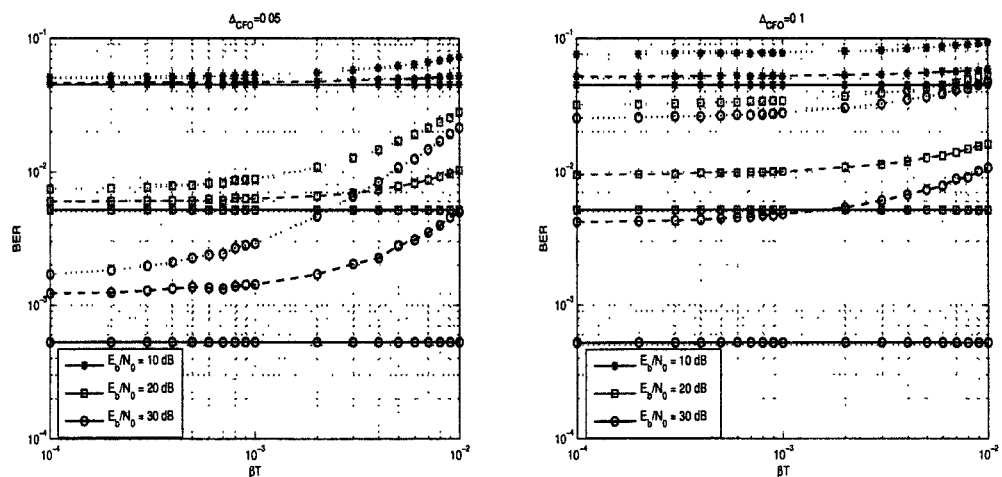 Δ_CFO=0.05
10^-1
10^-2
10^-3
10^-4
BER
E_b/N_0 = 10 dB
E_b/N_0 = 20 dB
E_b/N_0 = 30 dB
10^-4
10^-3
10^-2
βT
Δ_CFO=0.1
10^-1
10^-2
10^-3
10^-4
BER
E_b/N_0 = 10 dB
E_b/N_0 = 20 dB
E_b/N_0 = 30 dB
10^-4
10^-3
10^-2
βT